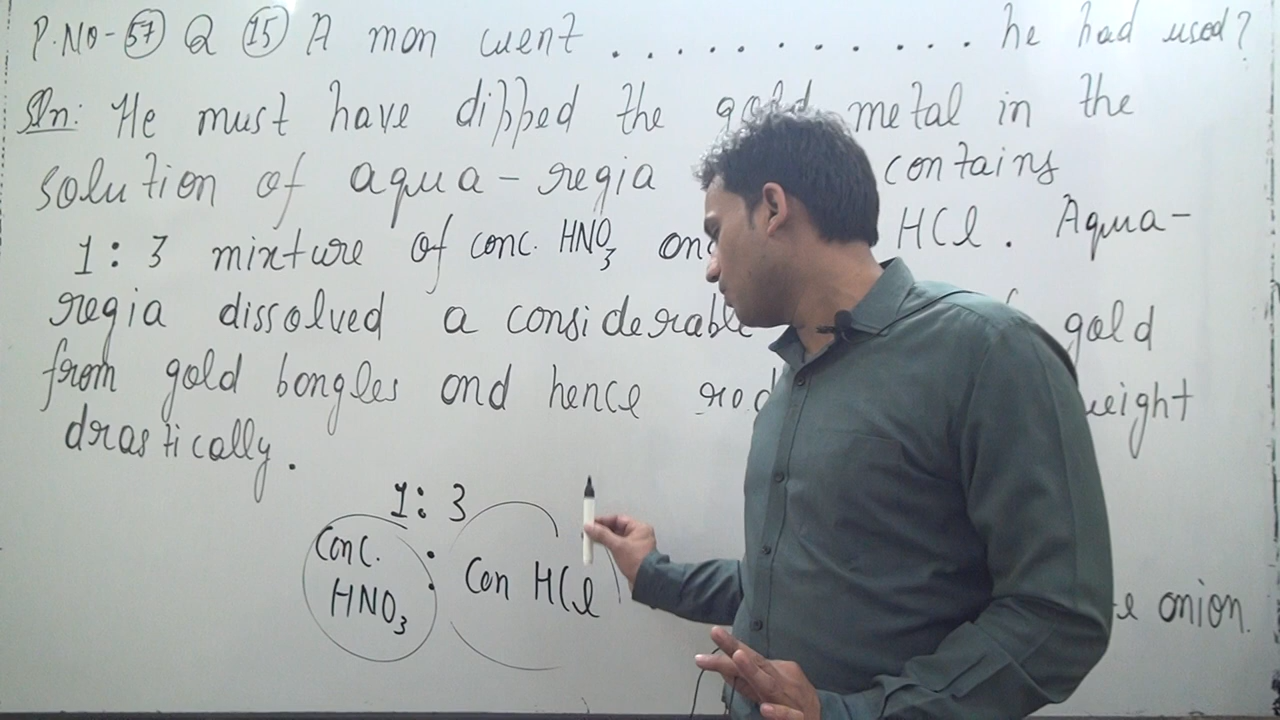 P.NO-57 Q 15 A man went ............. he had used?
Ans: He must have dipped the gold metal in the
solution of aqua-regia contains
1:3 mixture of conc. HNO3 HCl. Aqua-
regia dissolved a considerable gold
from gold bangles and hence weight
drastically.
1:3
Conc. : Con HCl
HNO3
onion.